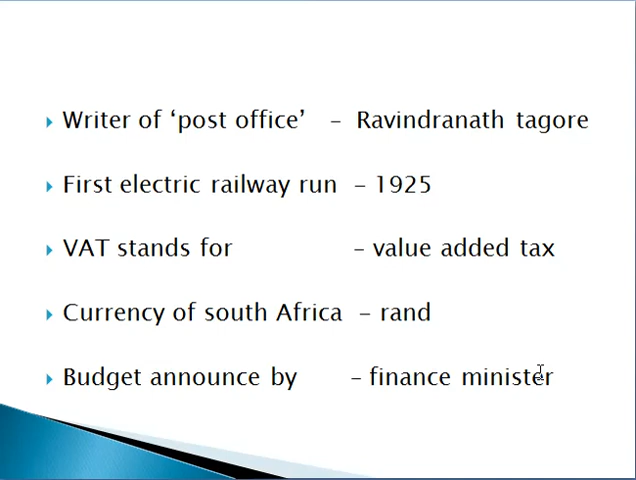 Writer of ‘post office’ - Ravindranath tagore
First electric railway run - 1925
VAT stands for - value added tax
Currency of south Africa - rand
Budget announce by - finance minister